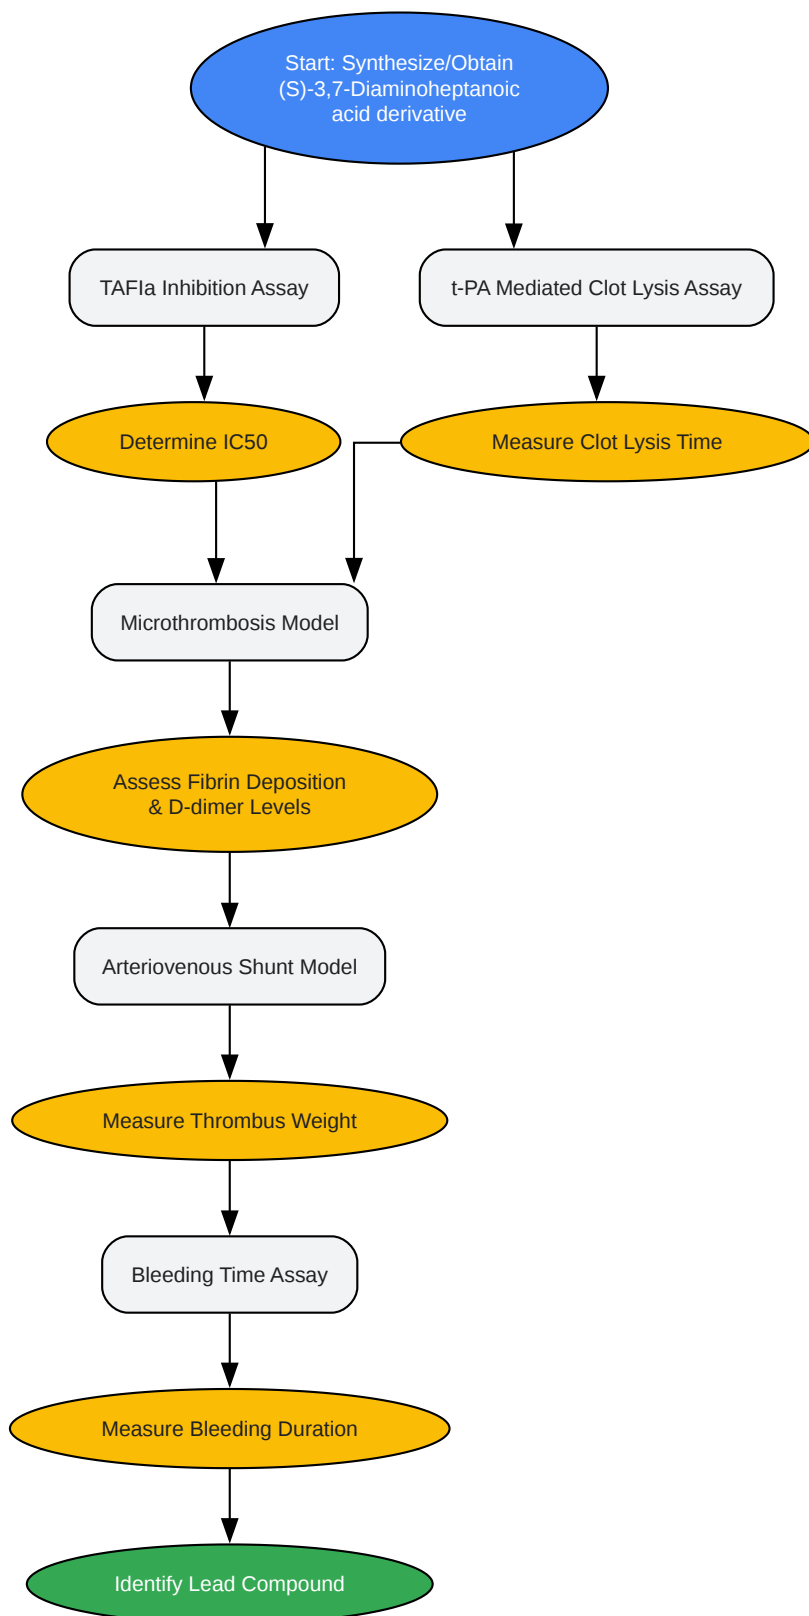 Start: Synthesize/Obtain
(S)-3,7-Diaminoheptanoic
acid derivative
TAFIa Inhibition Assay
t-PA Mediated Clot Lysis Assay
Determine IC50
Measure Clot Lysis Time
Microthrombosis Model
Assess Fibrin Deposition
& D-dimer Levels
Arteriovenous Shunt Model
Measure Thrombus Weight
Bleeding Time Assay
Measure Bleeding Duration
Identify Lead Compound